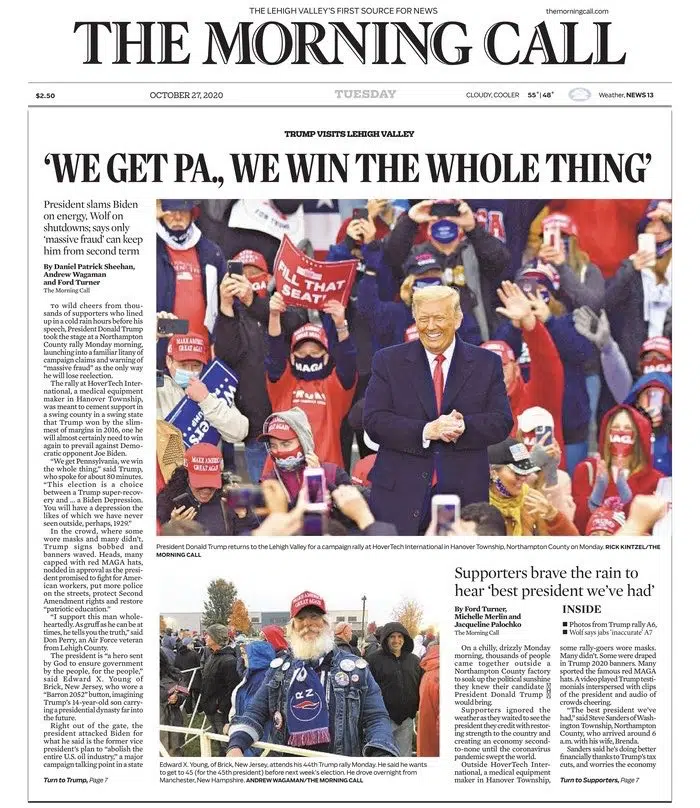 THE LEHIGH VALLEY'S FIRST SOURCE FOR NEWS
themorningcall.com
THE MORNING CALL
$2.50
OCTOBER 27, 2020
TUESDAY
CLOUDY, COOLER 55° | 48°
Weather, NEWS 13
TRUMP VISITS LEHIGH VALLEY
‘WE GET PA., WE WIN THE WHOLE THING’
President slams Biden
on energy, Wolf on
shutdowns; says only
‘massive fraud’ can keep
him from second term
By Daniel Patrick Sheehan,
Andrew Wagaman
and Ford Turner
The Morning Call
To wild cheers from thou-
sands of supporters who lined
up in a cold rain hours before his
speech, President Donald Trump
took the stage at a Northampton
County rally Monday morning,
launching into a familiar litany of
campaign claims and warning of
“massive fraud” as the only way
he will lose reelection.
The rally at HoverTech Inter-
national, a medical equipment
maker in Hanover Township,
was meant to cement support in
a swing county in a swing state
that Trump won by the slim-
mest of margins in 2016, one he
will almost certainly need to win
again to prevail against Demo-
cratic opponent Joe Biden.
“We get Pennsylvania, we win
the whole thing,” said Trump,
who spoke for about 80 minutes.
“This election is a choice
between a Trump super-recov-
ery and ... a Biden Depression.
You will have a depression the
likes of which we have never
seen outside, perhaps, 1929.”
In the crowd, where some
wore masks and many didn't,
Trump signs bobbed and
banners waved. Heads, many
capped with red MAGA hats,
nodded in approval as the presi-
dent promised to fight for Amer-
ican workers, put more police
on the streets, protect Second
Amendment rights and restore
“patriotic education.”
“I support this man whole-
heartedly. As gruff as he can be at
times, he tells you the truth,” said
Don Perry, an Air Force veteran
from Lehigh County.
The president is “a hero sent
by God to ensure government
by the people, for the people,”
said Edward X. Young of
Brick, New Jersey, who wore a
“Barron 2052” button, imagining
Trump's 14-year-old son carry-
ing a presidential dynasty far into
the future.
Right out of the gate, the
president attacked Biden for
what he said is the former vice
president's plan to “abolish the
entire U.S. oil industry,” a major
campaign talking point in a state
Turn to Trump, Page 7
FOR TRUMP
FILL THAT
SEAT!
MAKE AMERICA
GREAT AGAIN
TRUMP
MAGA
President Donald Trump returns to the Lehigh Valley for a campaign rally at HoverTech International in Hanover Township, Northampton County on Monday. RICK KINTZEL/THE
MORNING CALL
Edward X. Young, of Brick, New Jersey, attends his 44th Trump rally Monday. He said he wants
to get to 45 (for the 45th president) before next week's election. He drove overnight from
Manchester, New Hampshire. ANDREW WAGAMAN/THE MORNING CALL
Supporters brave the rain to
hear ‘best president we've had’
By Ford Turner,
Michelle Merlin and
Jacqueline Palochko
The Morning Call
On a chilly, drizzly Monday
morning, thousands of people
came together outside a
Northampton County factory
to soak up the political sunshine
they knew their candidate
President Donald Trump
would bring.
Supporters ignored the
weather as they waited to see the
president they credit with restor-
ing strength to the county and
creating an economy second-
to-none until the coronavirus
pandemic swept the world.
Outside HoverTech Inter-
national, a medical equipment
maker in Hanover Township,
INSIDE
■ Photos from Trump rally A6,
■ Wolf says jabs ‘inaccurate’ A7
some rally-goers wore masks.
Many didn't. Some were draped
in Trump 2020 banners. Many
sported the famous red MAGA
hats. A video played Trump testi-
monials interspersed with clips
of the president and audio of
crowds cheering.
“The best president we've
had,” said Steve Sanders of Wash-
ington Township, Northampton
County, who arrived around 6
a.m. with his wife, Brenda.
Sanders said he's doing better
financially thanks to Trump's tax
cuts, and worries the economy
Turn to Supporters, Page 7